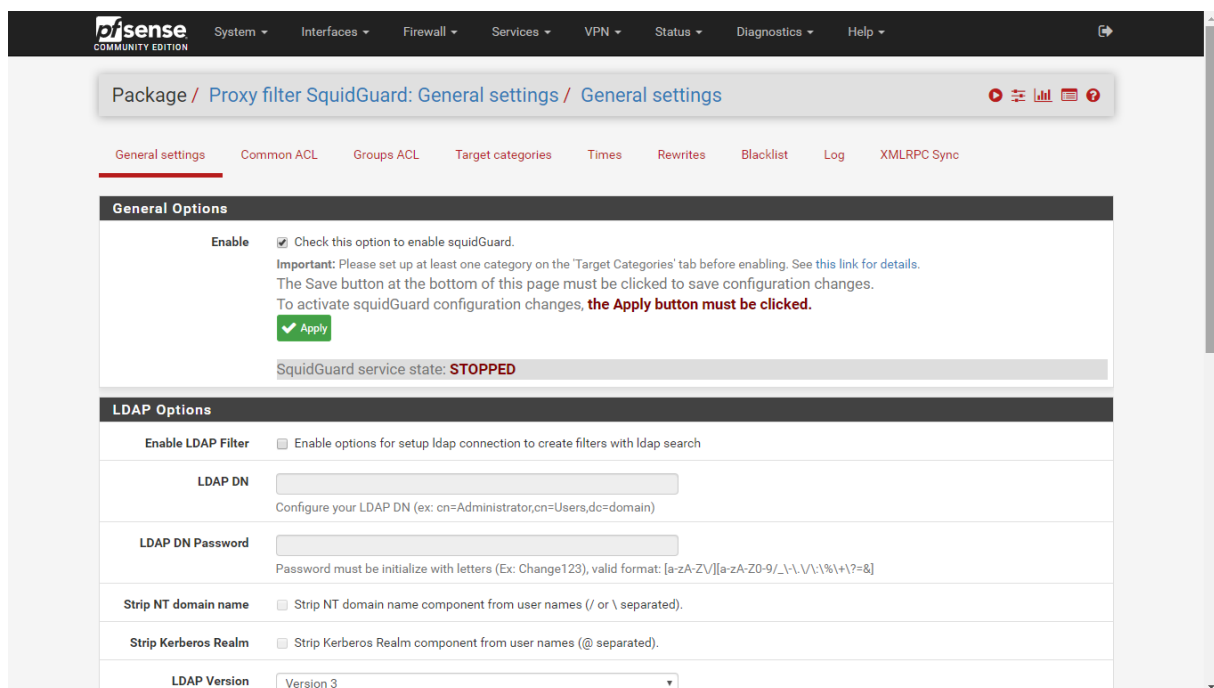 pfsense System Interfaces Firewall Services VPN Status Diagnostics Help
COMMUNITY EDITION
Package / Proxy filter SquidGuard: General settings / General settings
General settings Common ACL Groups ACL Target categories Times Rewrites Blacklist Log XMLRPC Sync
General Options
Enable Check this option to enable squidGuard.
Important: Please set up at least one category on the 'Target Categories' tab before enabling. See this link for details.
The Save button at the bottom of this page must be clicked to save configuration changes.
To activate squidGuard configuration changes, the Apply button must be clicked.
Apply
SquidGuard service state: STOPPED
LDAP Options
Enable LDAP Filter Enable options for setup ldap connection to create filters with ldap search
LDAP DN
Configure your LDAP DN (ex: cn=Administrator,cn=Users,dc=domain)
LDAP DN Password
Password must be initialize with letters (Ex: Change123), valid format: [a-zA-Z\/][a-zA-Z0-9/_\-\.\/\:\%\+\?=&]
Strip NT domain name Strip NT domain name component from user names (/ or \ separated).
Strip Kerberos Realm Strip Kerberos Realm component from user names (@ separated).
LDAP Version Version 3